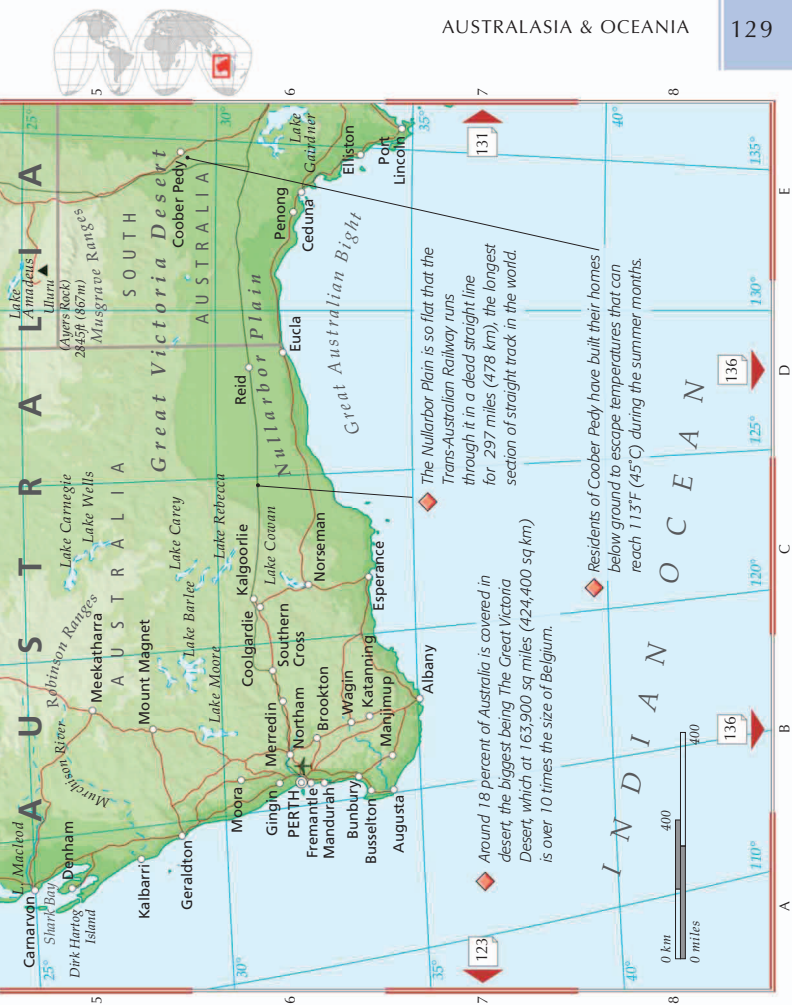 AUSTRALASIA & OCEANIA
129
5
6
7
8
25°
30°
35°
40°
135°
130°
125°
120°
110°
25°
30°
35°
40°
5
6
7
8
A
B
C
D
E
131
136
136
123
A U S T R A L I A
Carnarvon
L. Macleod
Shark Bay
Denham
Dirk Hartog
Island
Kalbarri
Geraldton
Murchison River
Robinson Ranges
Meekatharra
A U S T R A L I A
Mount Magnet
Lake Carnegie
Lake Wells
Lake Carey
Lake Barlee
Lake Rebecca
Lake Moore
Lake Cowan
Kalgoorlie
Coolgardie
Southern
Cross
Norseman
Moora
Merredin
Gingin
Northam
PERTH
Fremantle
Mandurah
Brookton
Wagin
Katanning
Bunbury
Busselton
Manjimup
Augusta
Albany
Esperance
Lake
Amadeus
Uluru
(Ayers Rock)
2845ft (867m)
Musgrave Ranges
SOUTH
AUSTRALIA
Great Victoria Desert
Coober Pedy
Nullarbor Plain
Reid
Eucla
Great Australian Bight
Penong
Ceduna
Lake
Gairdner
Elliston
Port
Lincoln
The Nullarbor Plain is so flat that the
Trans-Australian Railway runs
through it in a dead straight line
for 297 miles (478 km), the longest
section of straight track in the world.
Around 18 percent of Australia is covered in
desert, the biggest being The Great Victoria
Desert, which at 163,900 sq miles (424,400 sq km)
is over 10 times the size of Belgium.
Residents of Coober Pedy have built their homes
below ground to escape temperatures that can
reach 113°F (45°C) during the summer months.
INDIAN OCEAN
0 km
400
0 miles
400